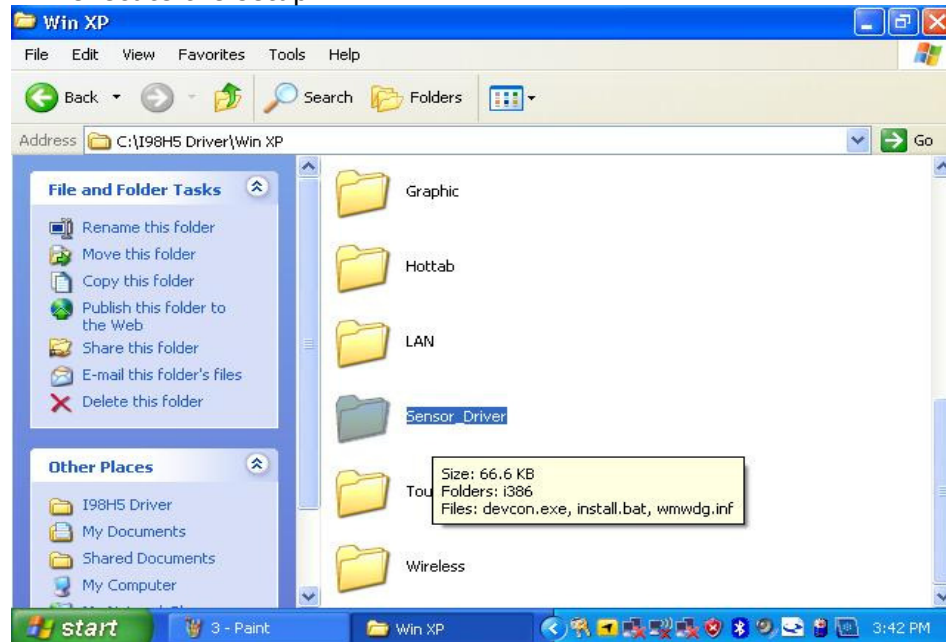 Win XP
File Edit View Favorites Tools Help
Back Search Folders
Address C:\I98H5 Driver\Win XP Go
File and Folder Tasks
Rename this folder
Move this folder
Copy this folder
Publish this folder to
the Web
Share this folder
E-mail this folder's files
Delete this folder
Other Places
I98H5 Driver
My Documents
Shared Documents
My Computer
Graphic
Hottab
LAN
Sensor_Driver
Size: 66.6 KB
Folders: i386
Files: devcon.exe, install.bat, wmwdg.inf
Tou
Wireless
start 3 - Paint Win XP 3:42 PM